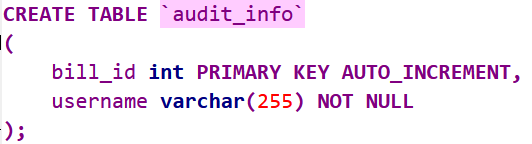 CREATE TABLE `audit_info`
(
    bill_id int PRIMARY KEY AUTO_INCREMENT,
    username varchar(255) NOT NULL
);